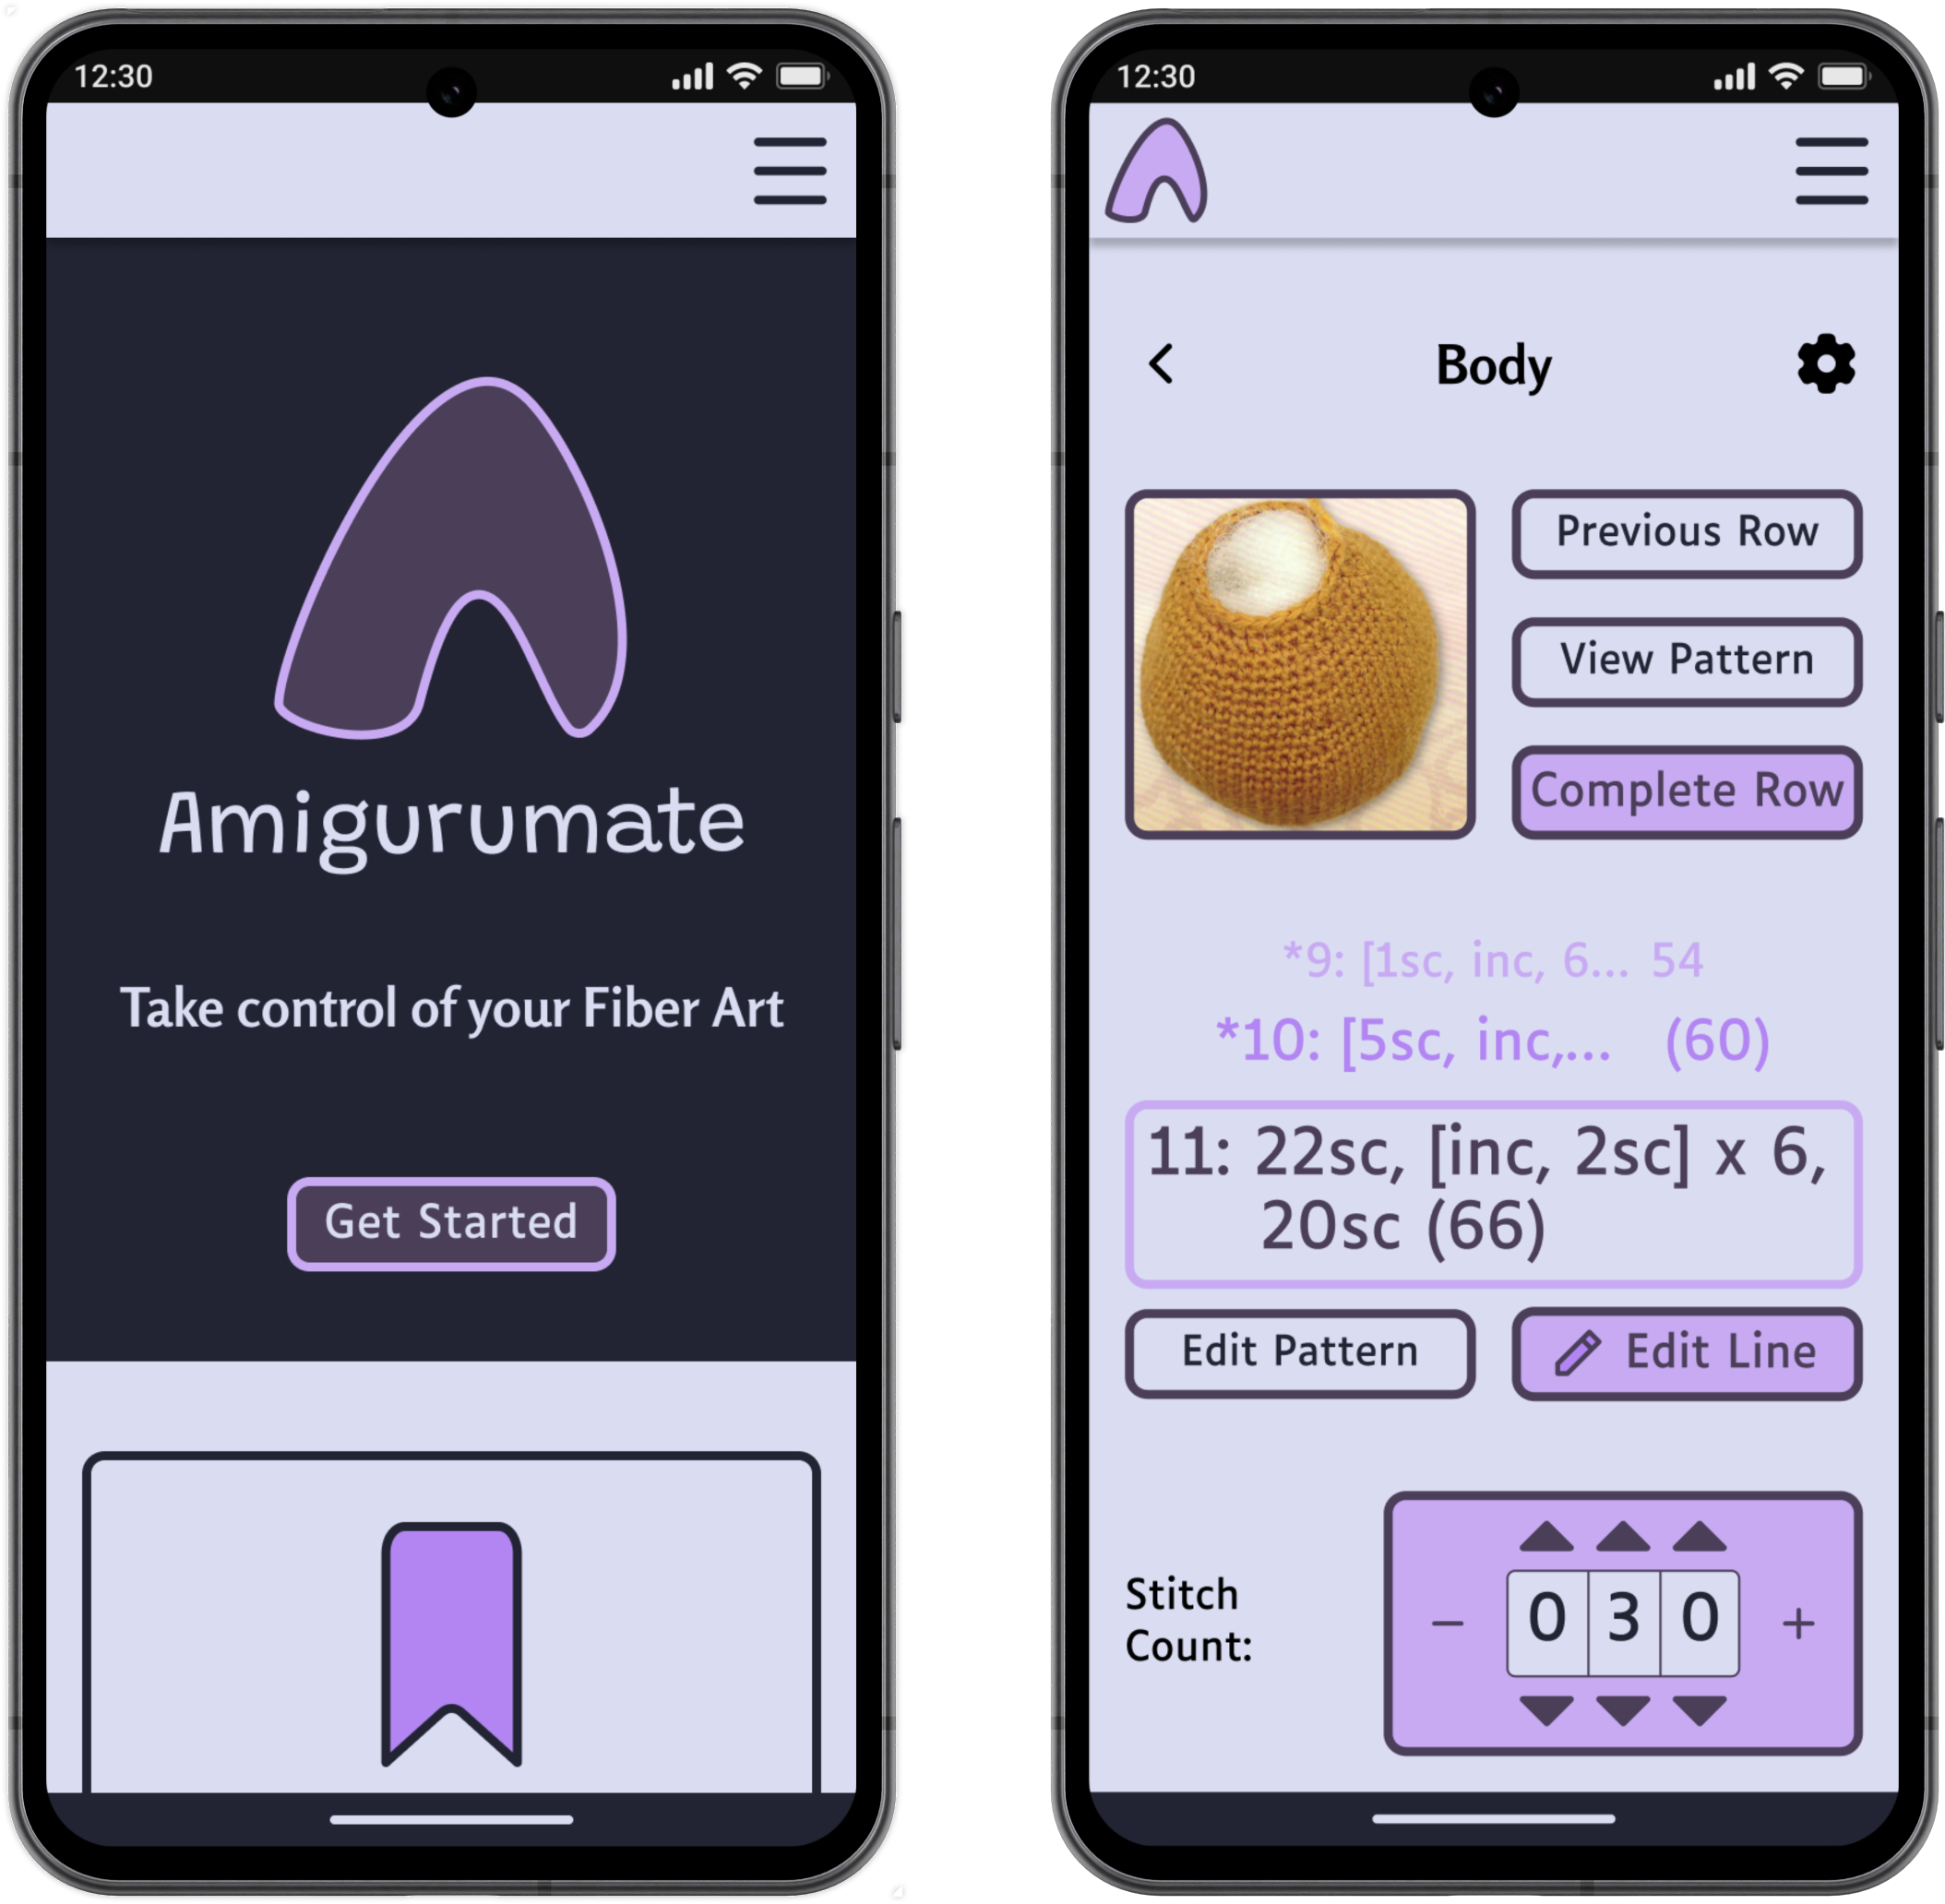 12:30
Amigurumate
Take control of your Fiber Art
Get Started
12:30
Body
Previous Row
View Pattern
Complete Row
*9: [1sc, inc, 6... 54
*10: [5sc, inc,... (60)
11: 22sc, [inc, 2sc] x 6,
20sc (66)
Edit Pattern
Edit Line
Stitch
Count:
− 0 3 0 +